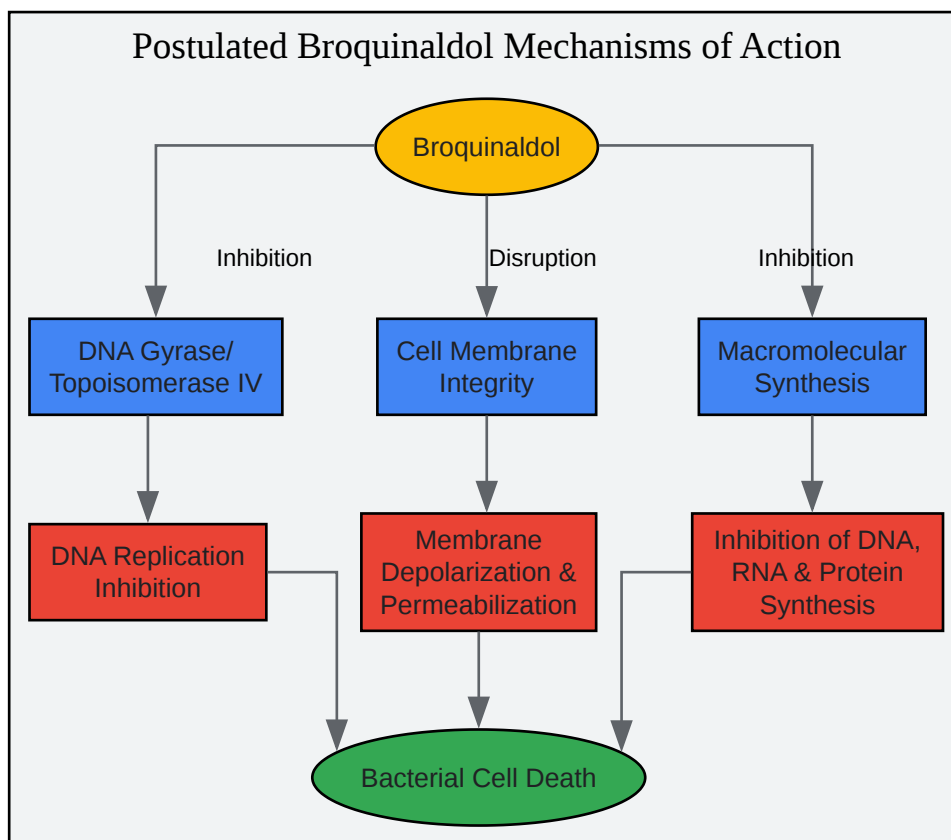 Postulated Broquinaldol Mechanisms of Action
Broquinaldol
Inhibition
Disruption
Inhibition
DNA Gyrase/
Topoisomerase IV
Cell Membrane
Integrity
Macromolecular
Synthesis
DNA Replication
Inhibition
Membrane
Depolarization &
Permeabilization
Inhibition of DNA,
RNA & Protein
Synthesis
Bacterial Cell Death